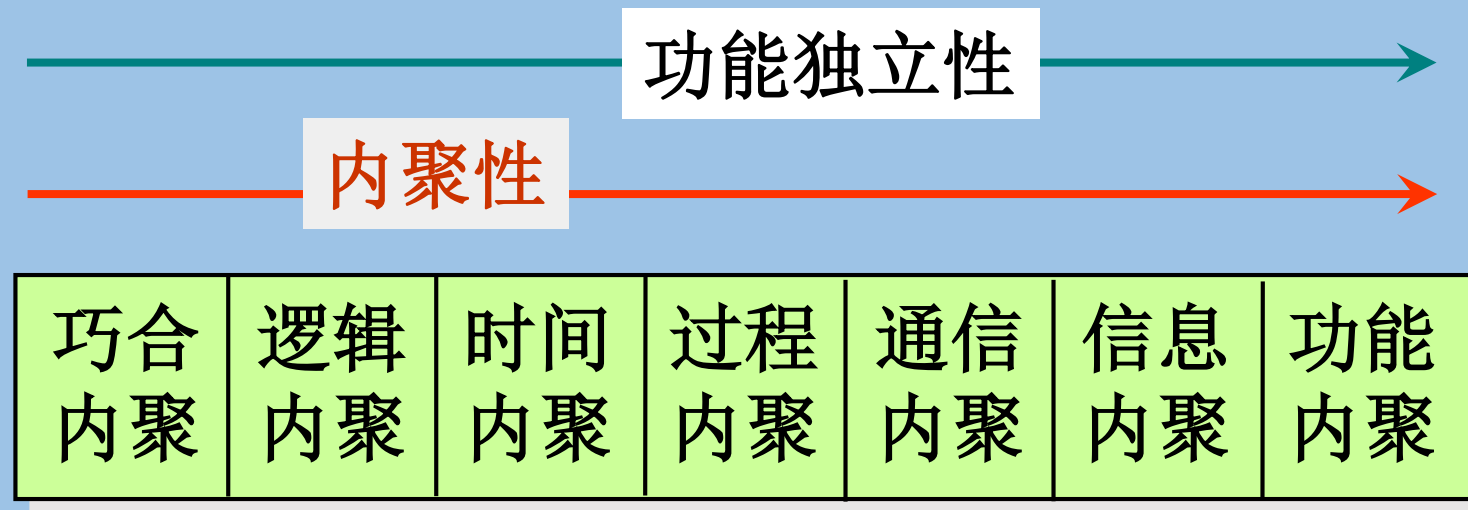 功能独立性
内聚性
巧合 逻辑 时间 过程 通信 信息 功能
内聚 内聚 内聚 内聚 内聚 内聚 内聚